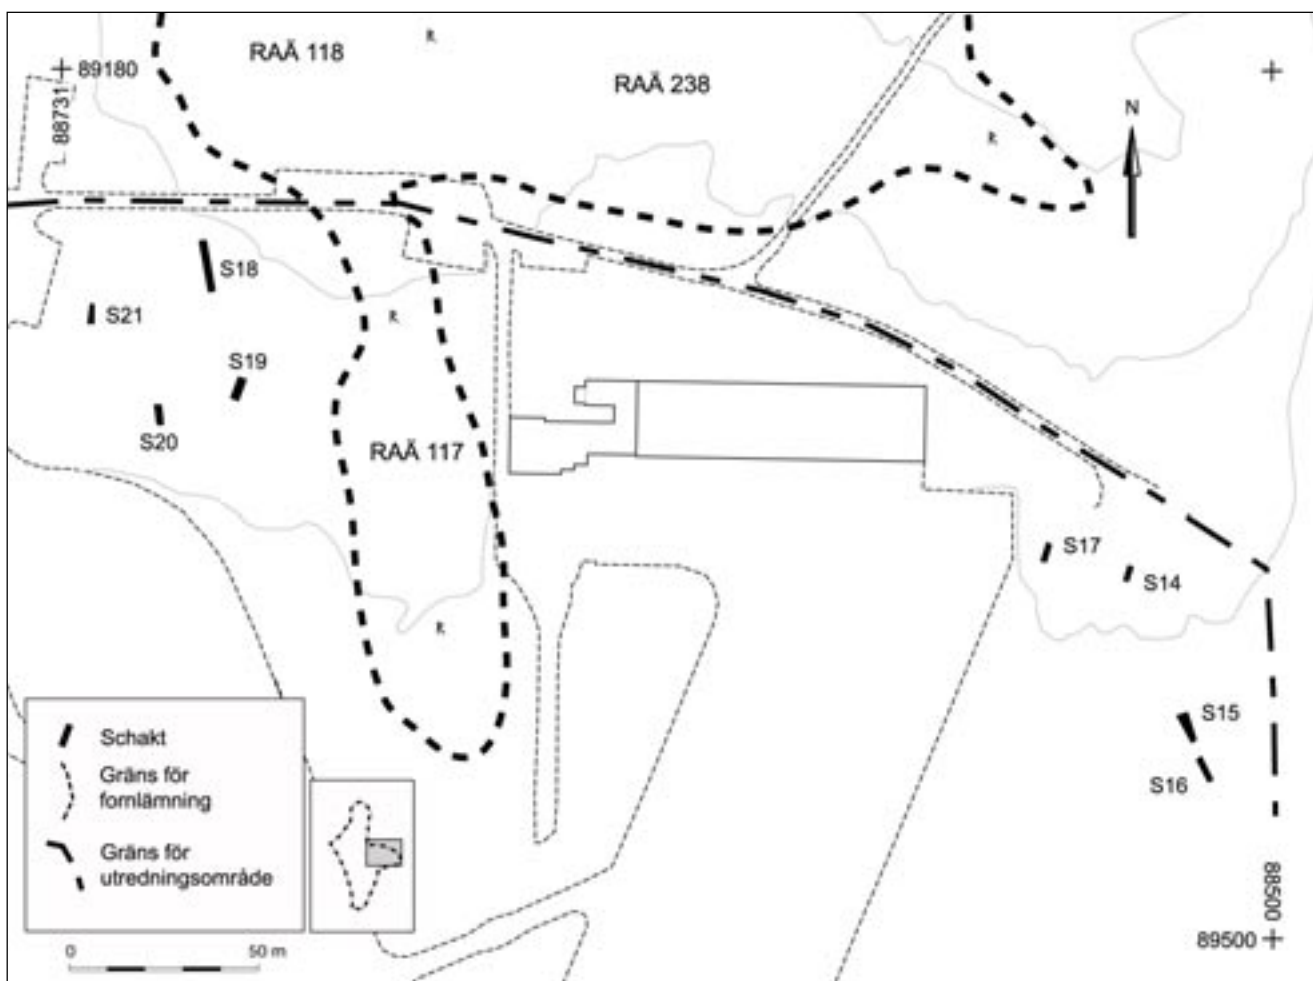 RAÄ 118
R
RAÄ 238
89180
88731
N
R
S18
S21
S19
S20
R
RAÄ 117
S17
S14
R
S15
S16
Schakt
Gräns för
fornlämning
Gräns för
utredningsområde
0 50 m
88500
89500